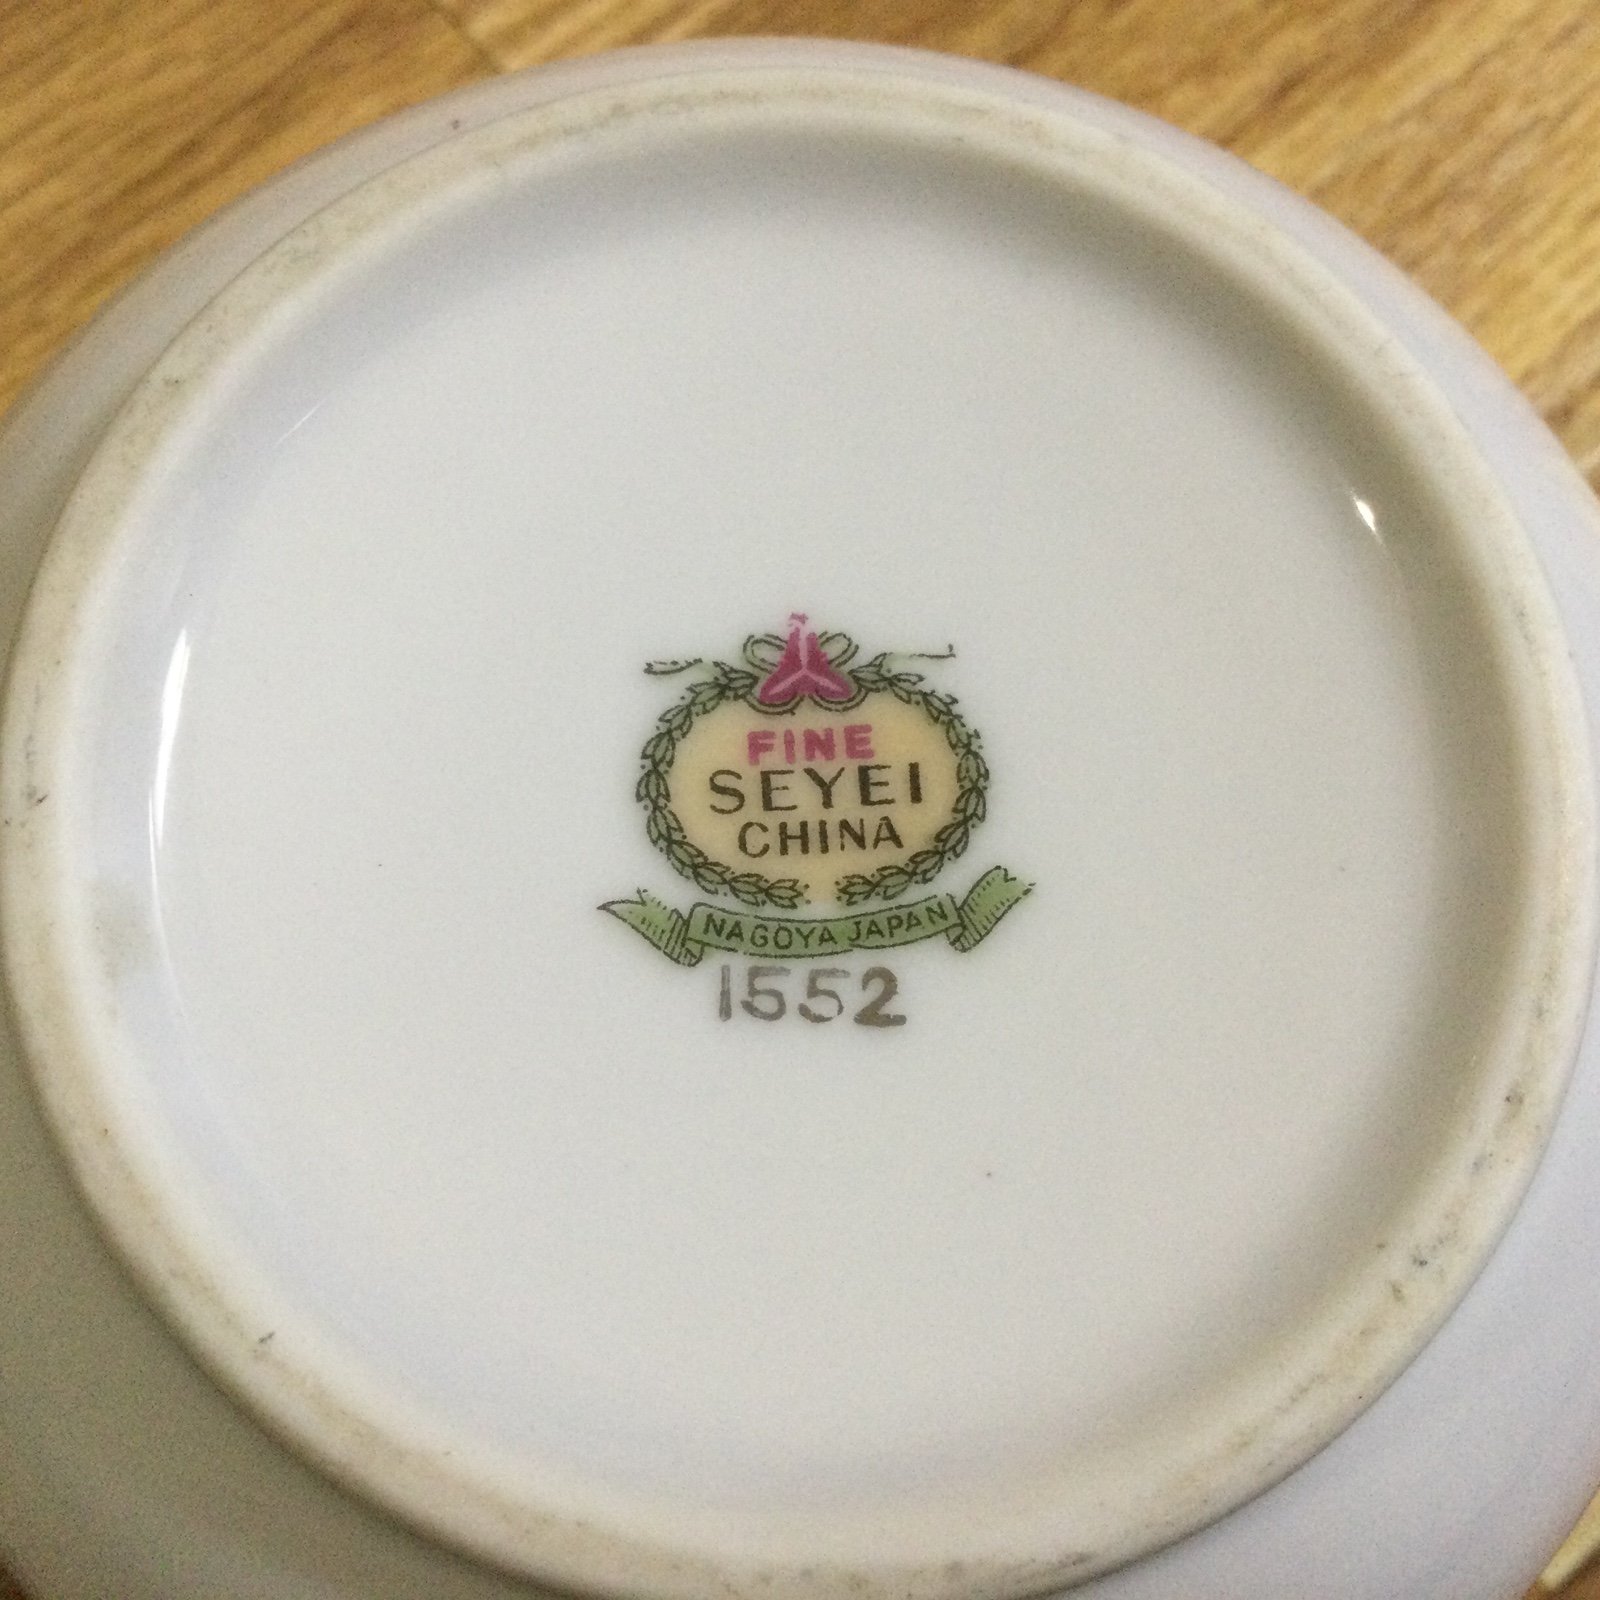 FINE
SEYEI
CHINA
NAGOYA JAPAN
1552